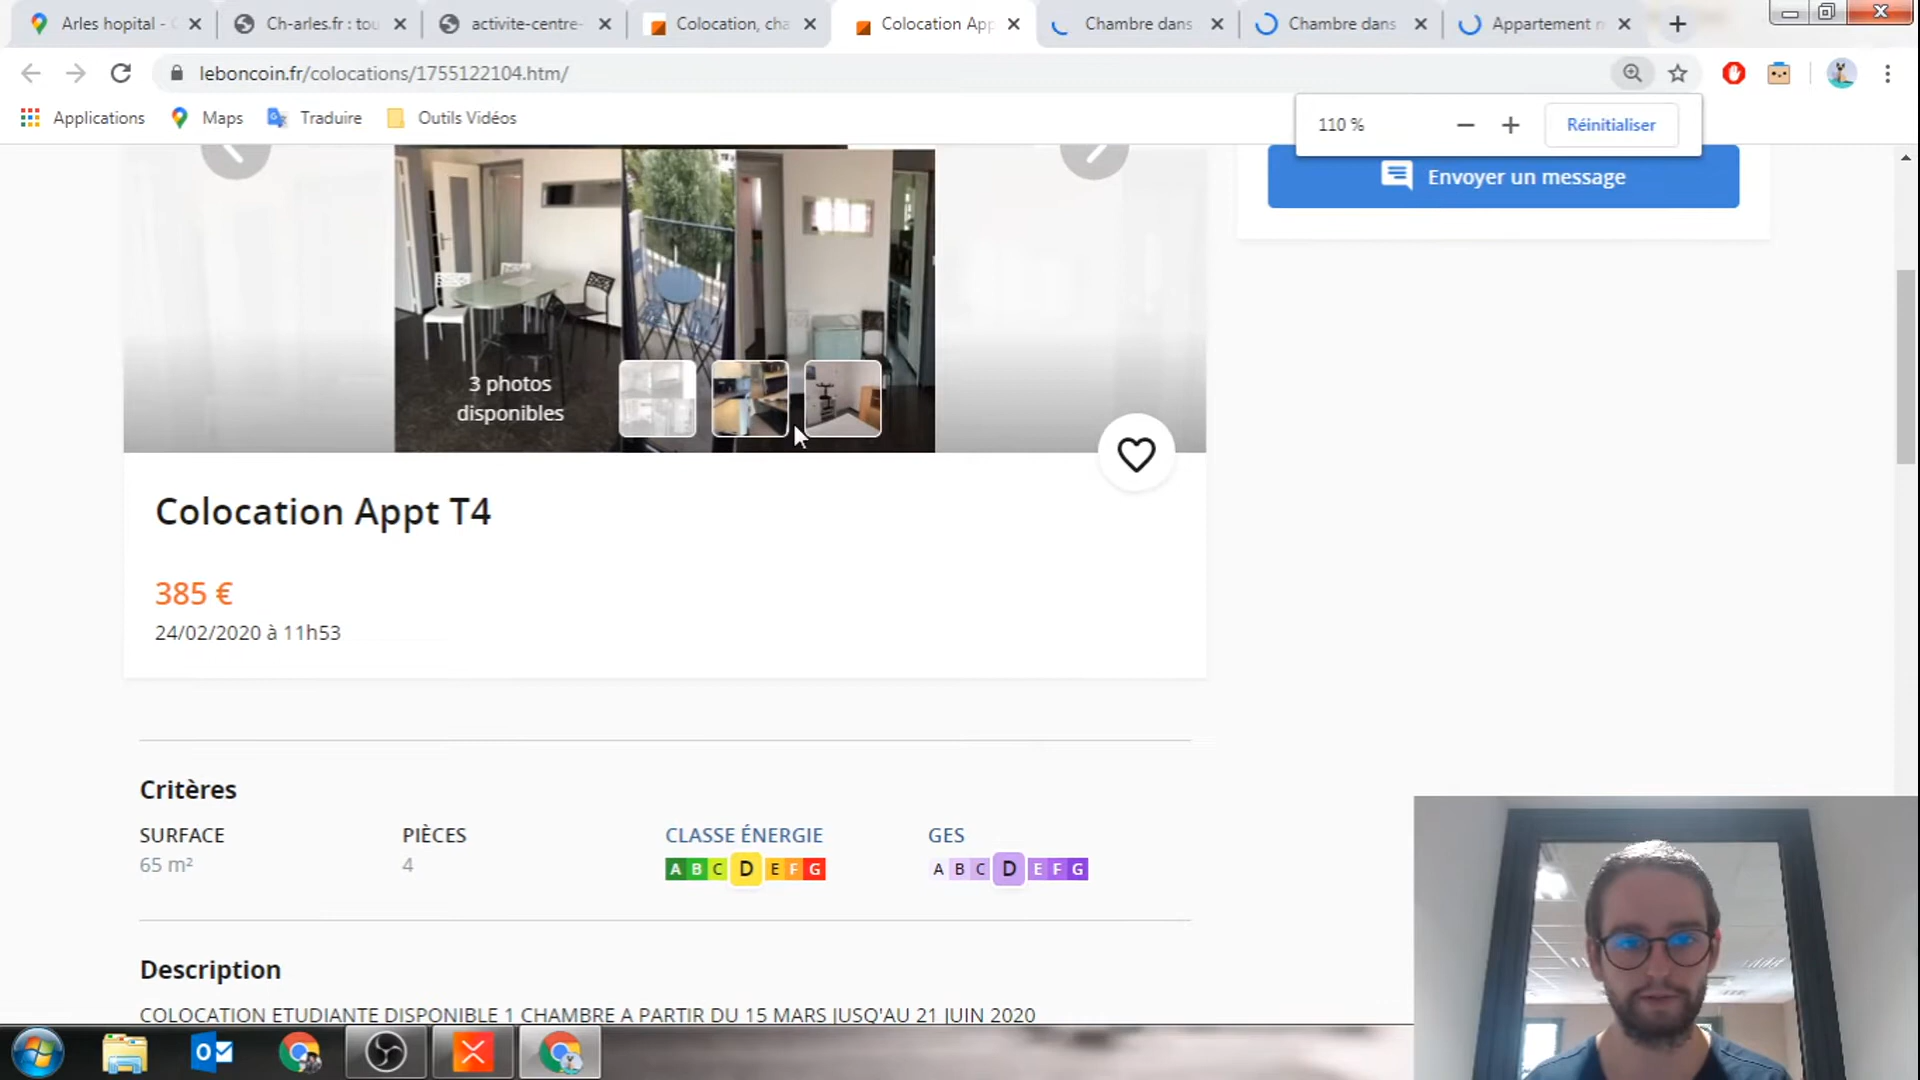 Arles hopital -
Ch-arles.fr : tou
activite-centre-
Colocation, cha
Colocation App
Chambre dans
Chambre dans
Appartement
leboncoin.fr/colocations/1755122104.htm/
Applications
Maps
Traduire
Outils Vidéos
110 %
Réinitialiser
Envoyer un message
3 photos
disponibles
Colocation Appt T4
385 €
24/02/2020 à 11h53
Critères
SURFACE
PIÈCES
CLASSE ÉNERGIE
GES
65 m²
4
A B C D E F G
A B C D E F G
Description
COLOCATION ETUDIANTE DISPONIBLE 1 CHAMBRE A PARTIR DU 15 MARS JUSQ'AU 21 JUIN 2020